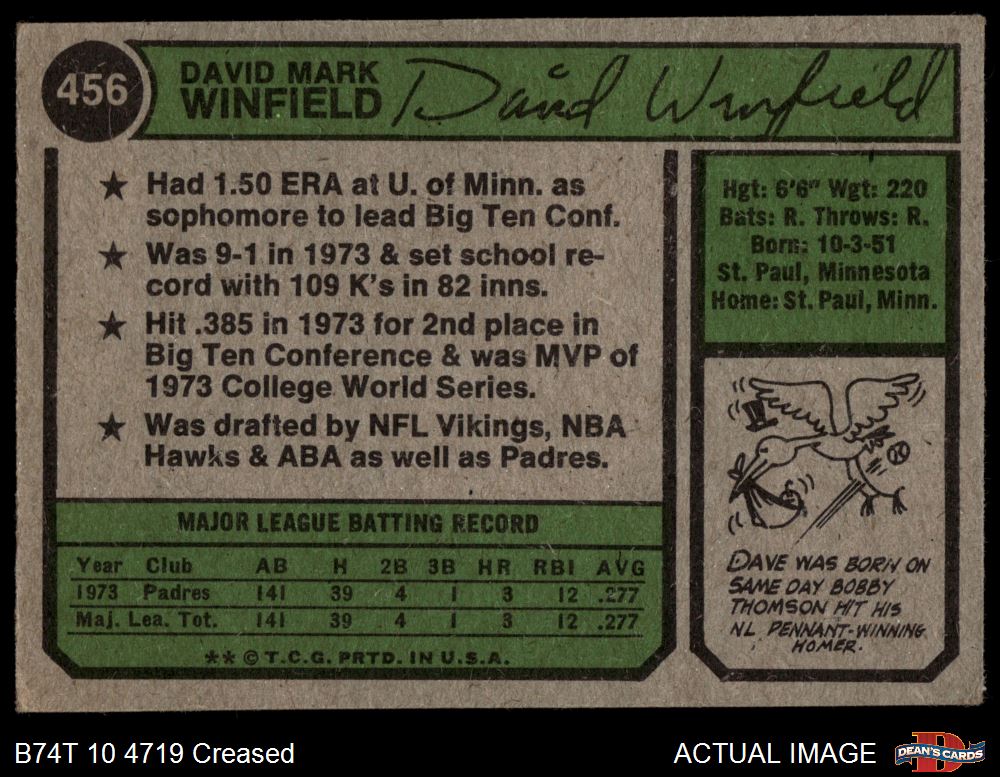 456
DAVID MARK
WINFIELD
David Winfield
★ Had 1.50 ERA at U. of Minn. as
sophomore to lead Big Ten Conf.
★ Was 9-1 in 1973 & set school re-
cord with 109 K's in 82 inns.
★ Hit .385 in 1973 for 2nd place in
Big Ten Conference & was MVP of
1973 College World Series.
★ Was drafted by NFL Vikings, NBA
Hawks & ABA as well as Padres.
MAJOR LEAGUE BATTING RECORD
Year Club AB H 2B 3B HR RBI AVG
1973 Padres 141 39 4 1 3 12 .277
Maj. Lea. Tot. 141 39 4 1 3 12 .277
** © T.C.G. PRTD. IN U.S.A.
Hgt: 6'6" Wgt: 220
Bats: R. Throws: R.
Born: 10-3-51
St. Paul, Minnesota
Home: St. Paul, Minn.
DAVE WAS BORN ON
SAME DAY BOBBY
THOMSON HIT HIS
NL PENNANT-WINNING
HOMER.
B74T 10 4719 Creased
ACTUAL IMAGE
DEAN'S CARDS